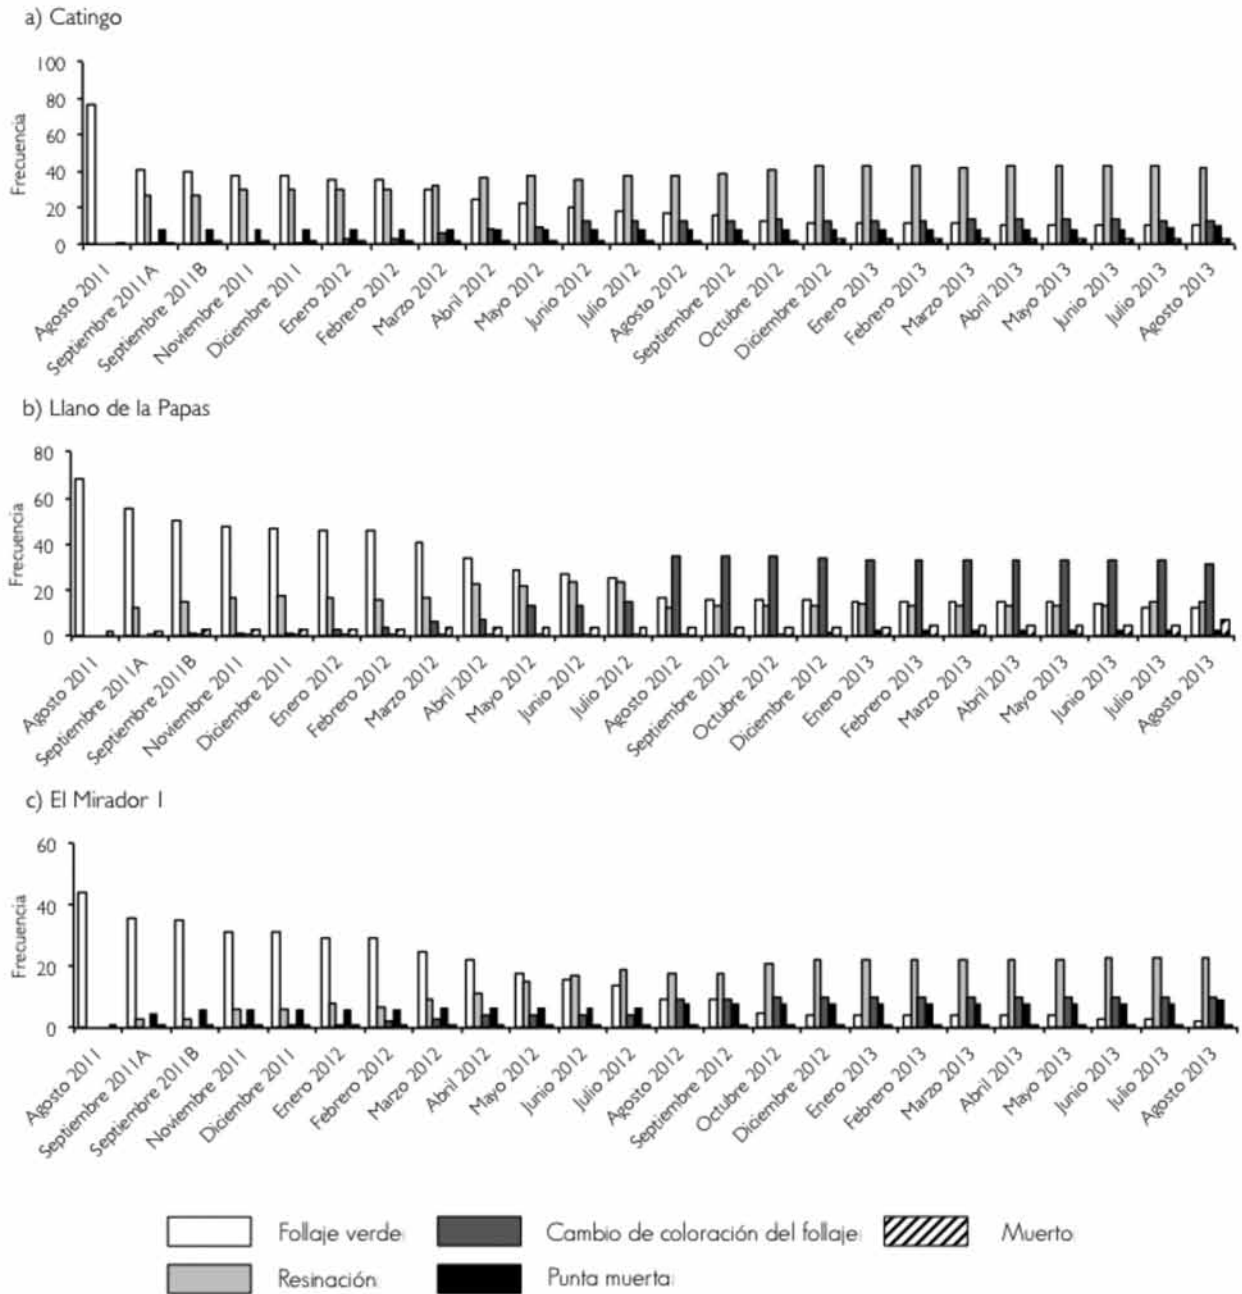 a) Catingo
100
80
60
40
20
0
Frecuencia
Agosto 2011
Septiembre 2011A
Septiembre 2011B
Noviembre 2011
Diciembre 2011
Enero 2012
Febrero 2012
Marzo 2012
Abril 2012
Mayo 2012
Junio 2012
Julio 2012
Agosto 2012
Septiembre 2012
Octubre 2012
Diciembre 2012
Enero 2013
Febrero 2013
Marzo 2013
Abril 2013
Mayo 2013
Junio 2013
Julio 2013
Agosto 2013
b) Llano de la Papas
80
60
40
20
0
Frecuencia
Agosto 2011
Septiembre 2011A
Septiembre 2011B
Noviembre 2011
Diciembre 2011
Enero 2012
Febrero 2012
Marzo 2012
Abril 2012
Mayo 2012
Junio 2012
Julio 2012
Agosto 2012
Septiembre 2012
Octubre 2012
Diciembre 2012
Enero 2013
Febrero 2013
Marzo 2013
Abril 2013
Mayo 2013
Junio 2013
Julio 2013
Agosto 2013
c) El Mirador I
60
40
20
0
Frecuencia
Agosto 2011
Septiembre 2011A
Septiembre 2011B
Noviembre 2011
Diciembre 2011
Enero 2012
Febrero 2012
Marzo 2012
Abril 2012
Mayo 2012
Junio 2012
Julio 2012
Agosto 2012
Septiembre 2012
Octubre 2012
Diciembre 2012
Enero 2013
Febrero 2013
Marzo 2013
Abril 2013
Mayo 2013
Junio 2013
Julio 2013
Agosto 2013
Follaje verde Cambio de coloración del follaje Muerto
Resinación Punta muerta